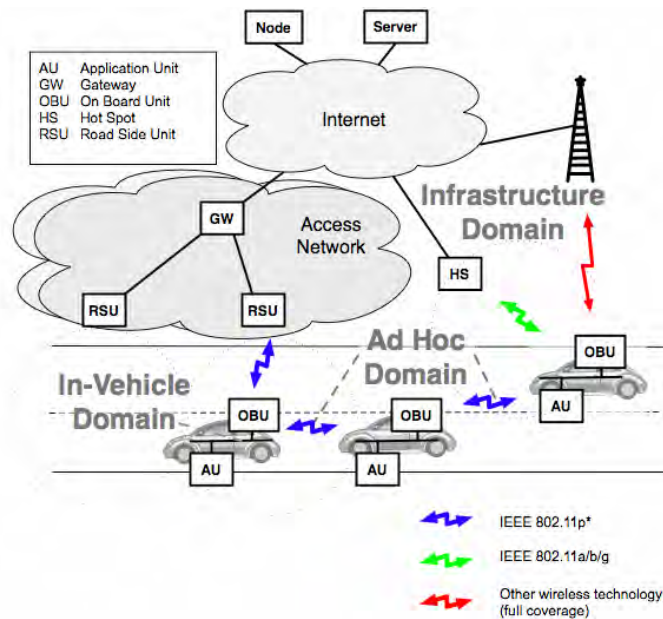 Node
Server
AU Application Unit
GW Gateway
OBU On Board Unit
HS Hot Spot
RSU Road Side Unit
Internet
Infrastructure
Domain
GW
Access
Network
HS
RSU
RSU
Ad Hoc
Domain
OBU
In-Vehicle
Domain
AU
OBU
OBU
AU
AU
IEEE 802.11p*
IEEE 802.11a/b/g
Other wireless technology
(full coverage)